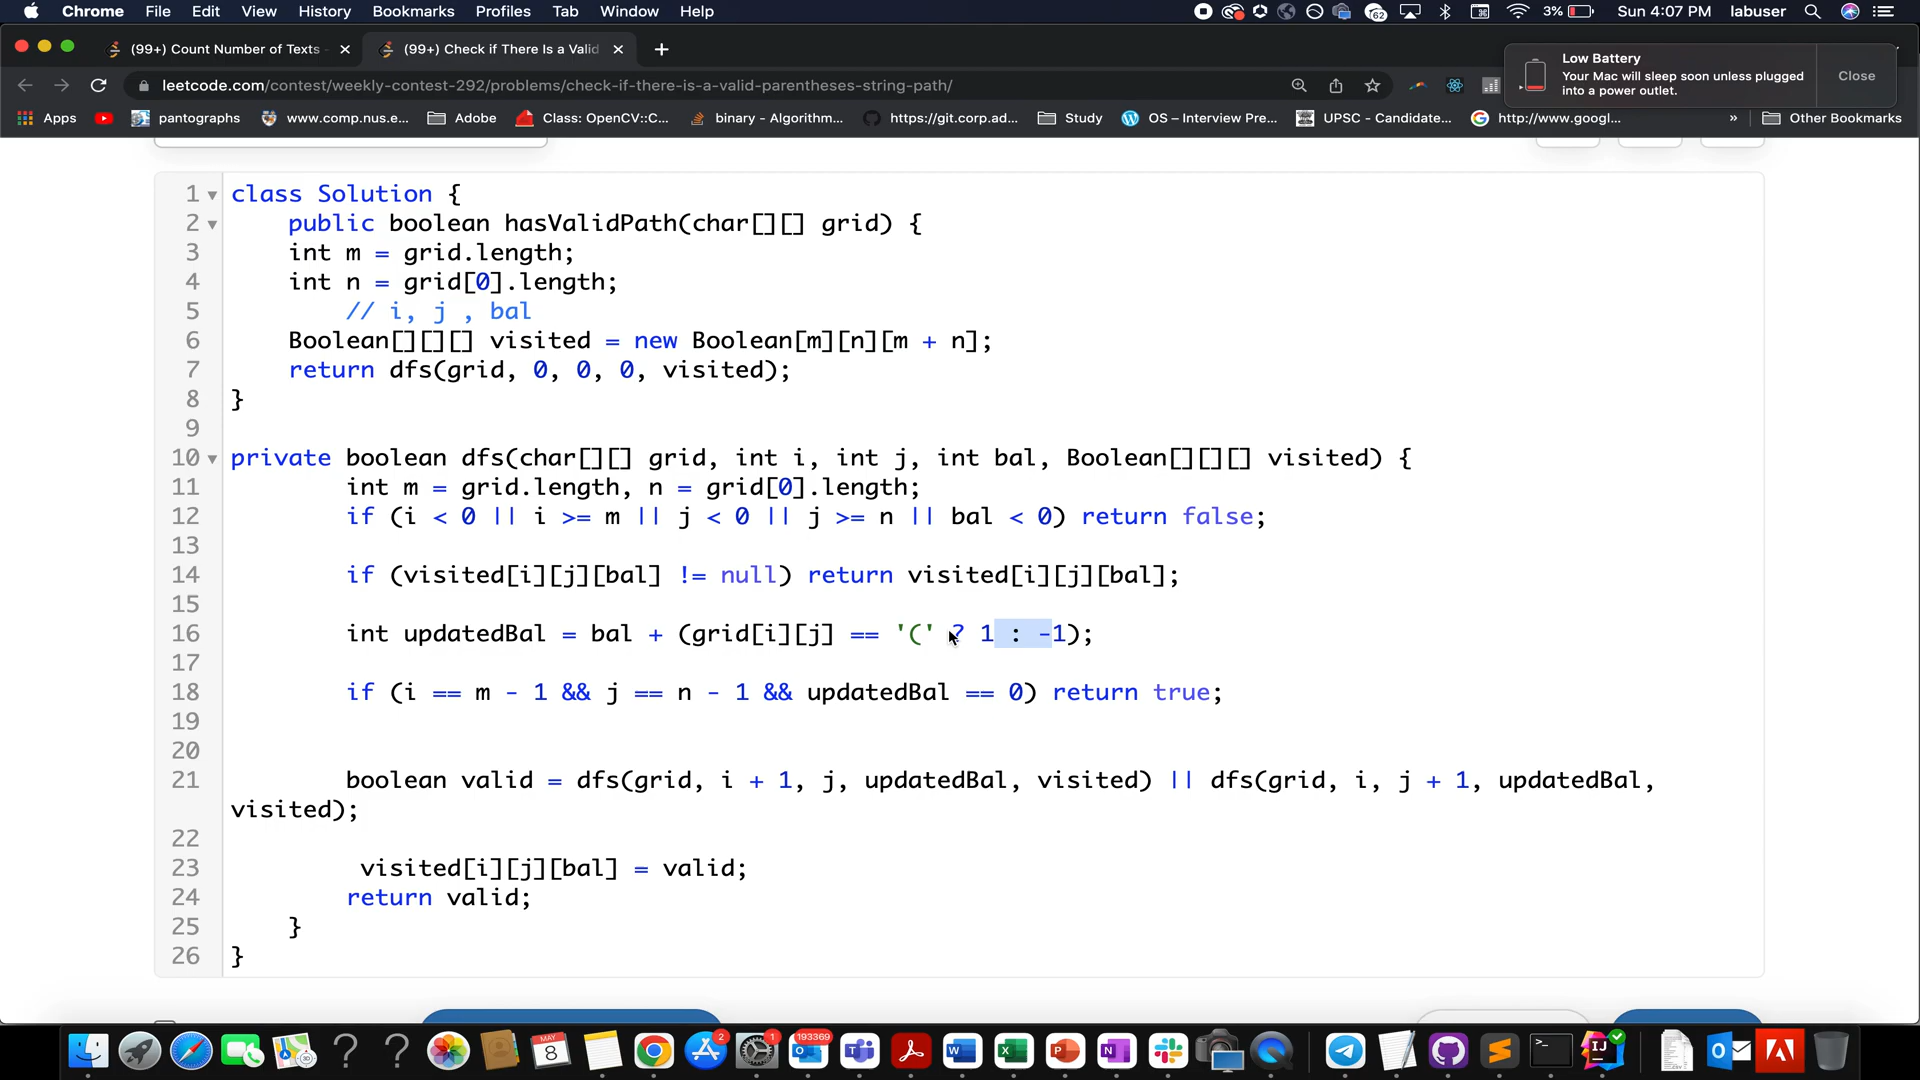 Chrome File Edit View History Bookmarks Profiles Tab Window Help 62 3% Sun 4:07 PM labuser
(99+) Count Number of Texts (99+) Check if There Is a Valid
Low Battery
Your Mac will sleep soon unless plugged into a power outlet.
Close
leetcode.com/contest/weekly-contest-292/problems/check-if-there-is-a-valid-parentheses-string-path/
Apps pantographs www.comp.nus.e... Adobe Class: OpenCV::C... binary - Algorithm... https://git.corp.ad... Study OS – Interview Pre... UPSC - Candidate... http://www.googl... » Other Bookmarks
1 class Solution {
2 public boolean hasValidPath(char[][] grid) {
3 int m = grid.length;
4 int n = grid[0].length;
5 // i, j , bal
6 Boolean[][][] visited = new Boolean[m][n][m + n];
7 return dfs(grid, 0, 0, 0, visited);
8 }
9
10 private boolean dfs(char[][] grid, int i, int j, int bal, Boolean[][][] visited) {
11 int m = grid.length, n = grid[0].length;
12 if (i < 0 || i >= m || j < 0 || j >= n || bal < 0) return false;
13
14 if (visited[i][j][bal] != null) return visited[i][j][bal];
15
16 int updatedBal = bal + (grid[i][j] == '(' ? 1 : -1);
17
18 if (i == m - 1 && j == n - 1 && updatedBal == 0) return true;
19
20
21 boolean valid = dfs(grid, i + 1, j, updatedBal, visited) || dfs(grid, i, j + 1, updatedBal,
visited);
22
23 visited[i][j][bal] = valid;
24 return valid;
25 }
26 }
MAY 8 2 1 193369